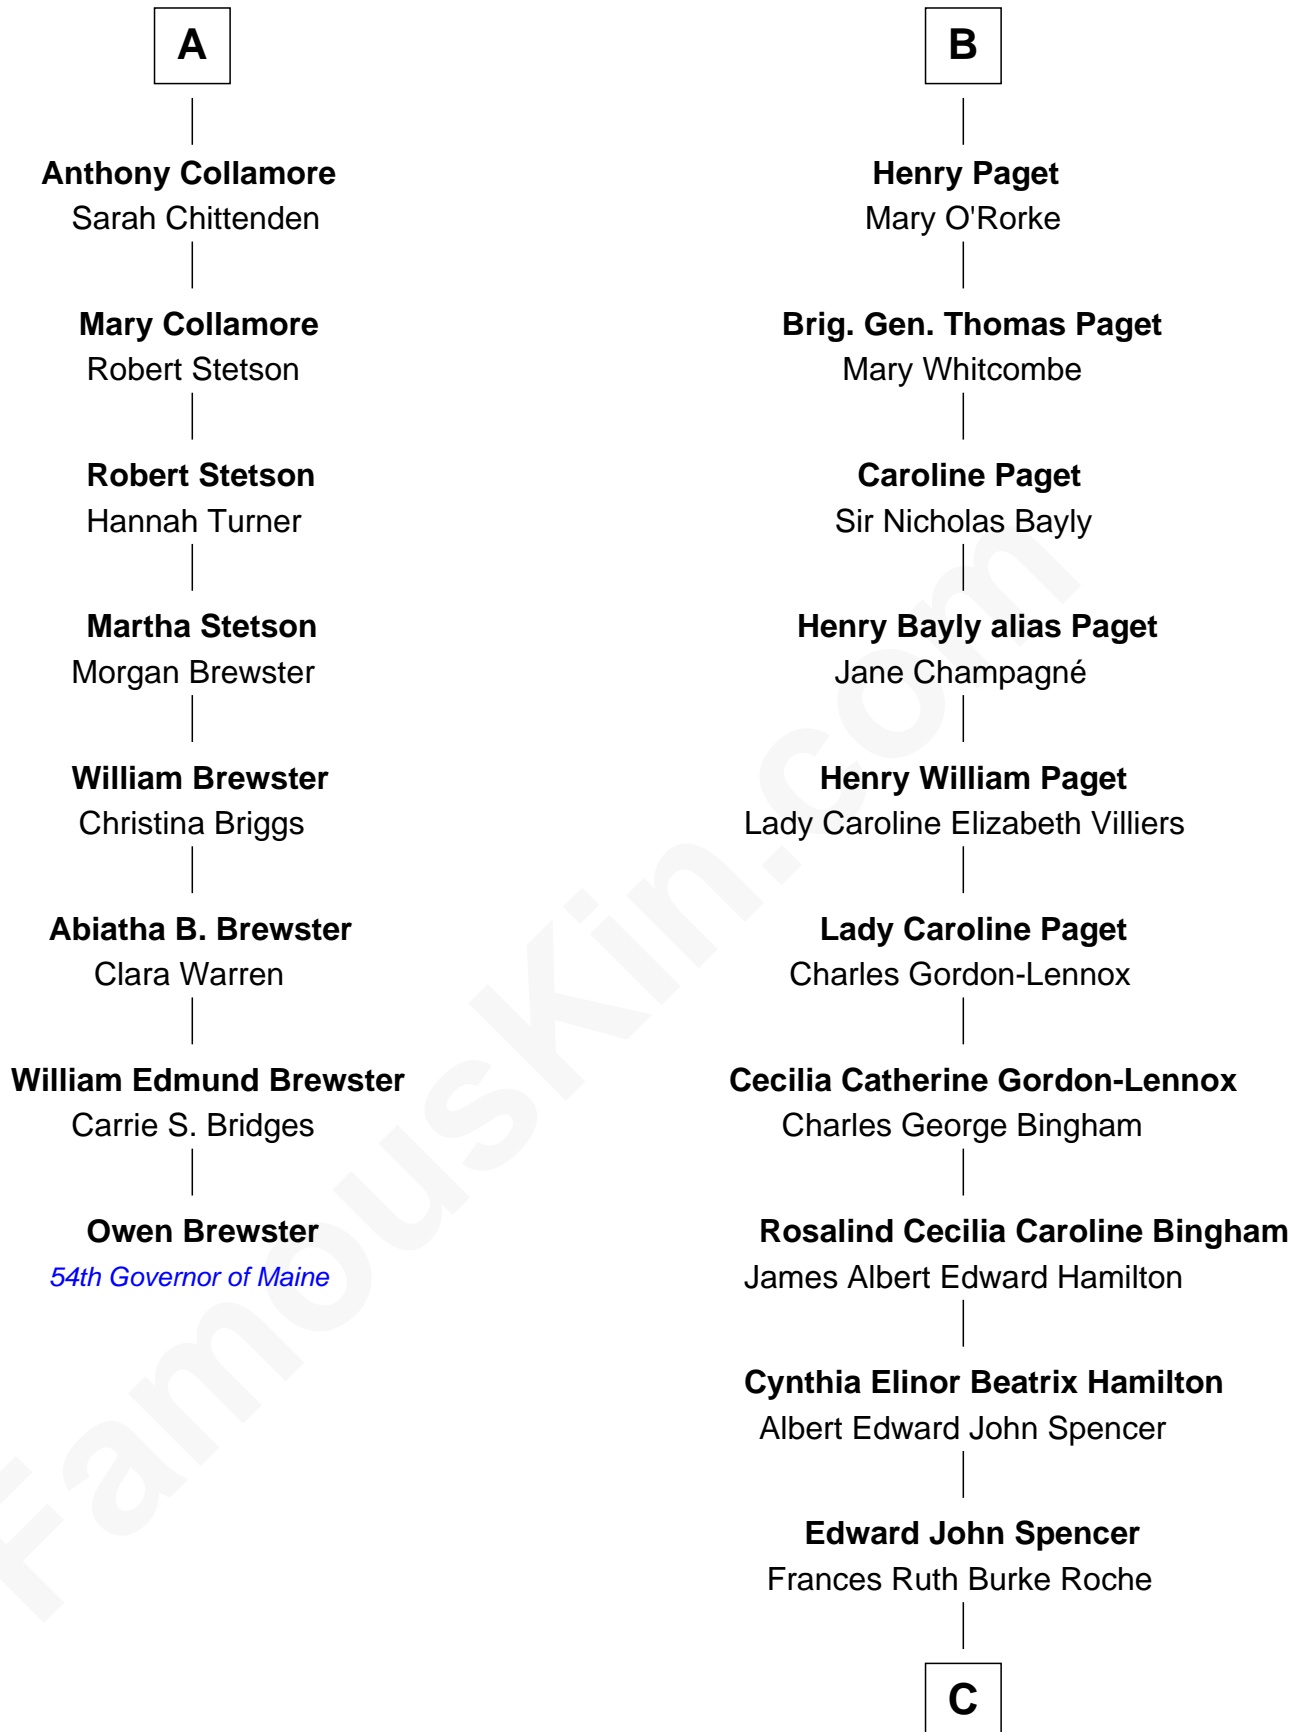 A
Anthony Collamore
Sarah Chittenden
Mary Collamore
Robert Stetson
Robert Stetson
Hannah Turner
Martha Stetson
Morgan Brewster
William Brewster
Christina Briggs
Abiatha B. Brewster
Clara Warren
William Edmund Brewster
Carrie S. Bridges
Owen Brewster
54th Governor of Maine
B
Henry Paget
Mary O'Rorke
Brig. Gen. Thomas Paget
Mary Whitcombe
Caroline Paget
Sir Nicholas Bayly
Henry Bayly alias Paget
Jane Champagné
Henry William Paget
Lady Caroline Elizabeth Villiers
Lady Caroline Paget
Charles Gordon-Lennox
Cecilia Catherine Gordon-Lennox
Charles George Bingham
Rosalind Cecilia Caroline Bingham
James Albert Edward Hamilton
Cynthia Elinor Beatrix Hamilton
Albert Edward John Spencer
Edward John Spencer
Frances Ruth Burke Roche
C
FamousKin.com